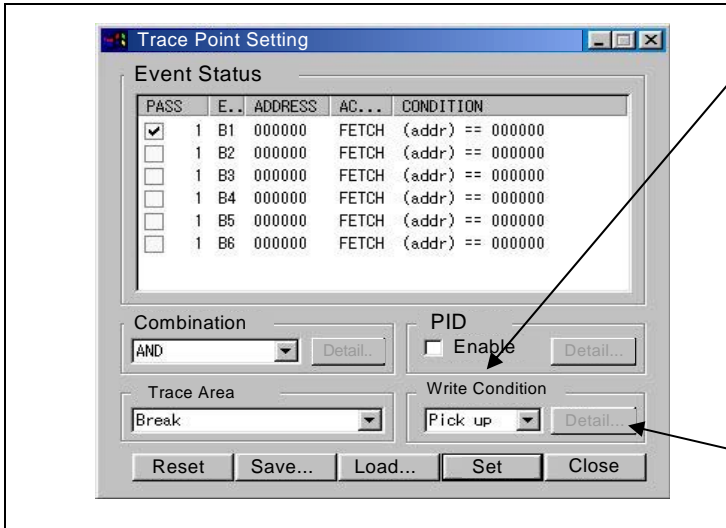 Trace Point Setting
Event Status
PASS E.. ADDRESS AC... CONDITION
1 B1 000000 FETCH (addr) == 000000
1 B2 000000 FETCH (addr) == 000000
1 B3 000000 FETCH (addr) == 000000
1 B4 000000 FETCH (addr) == 000000
1 B5 000000 FETCH (addr) == 000000
1 B6 000000 FETCH (addr) == 000000
Combination PID
AND Detail.. Enable Detail...
Trace Area Write Condition
Break Pick up Detail...
Reset Save... Load... Set Close